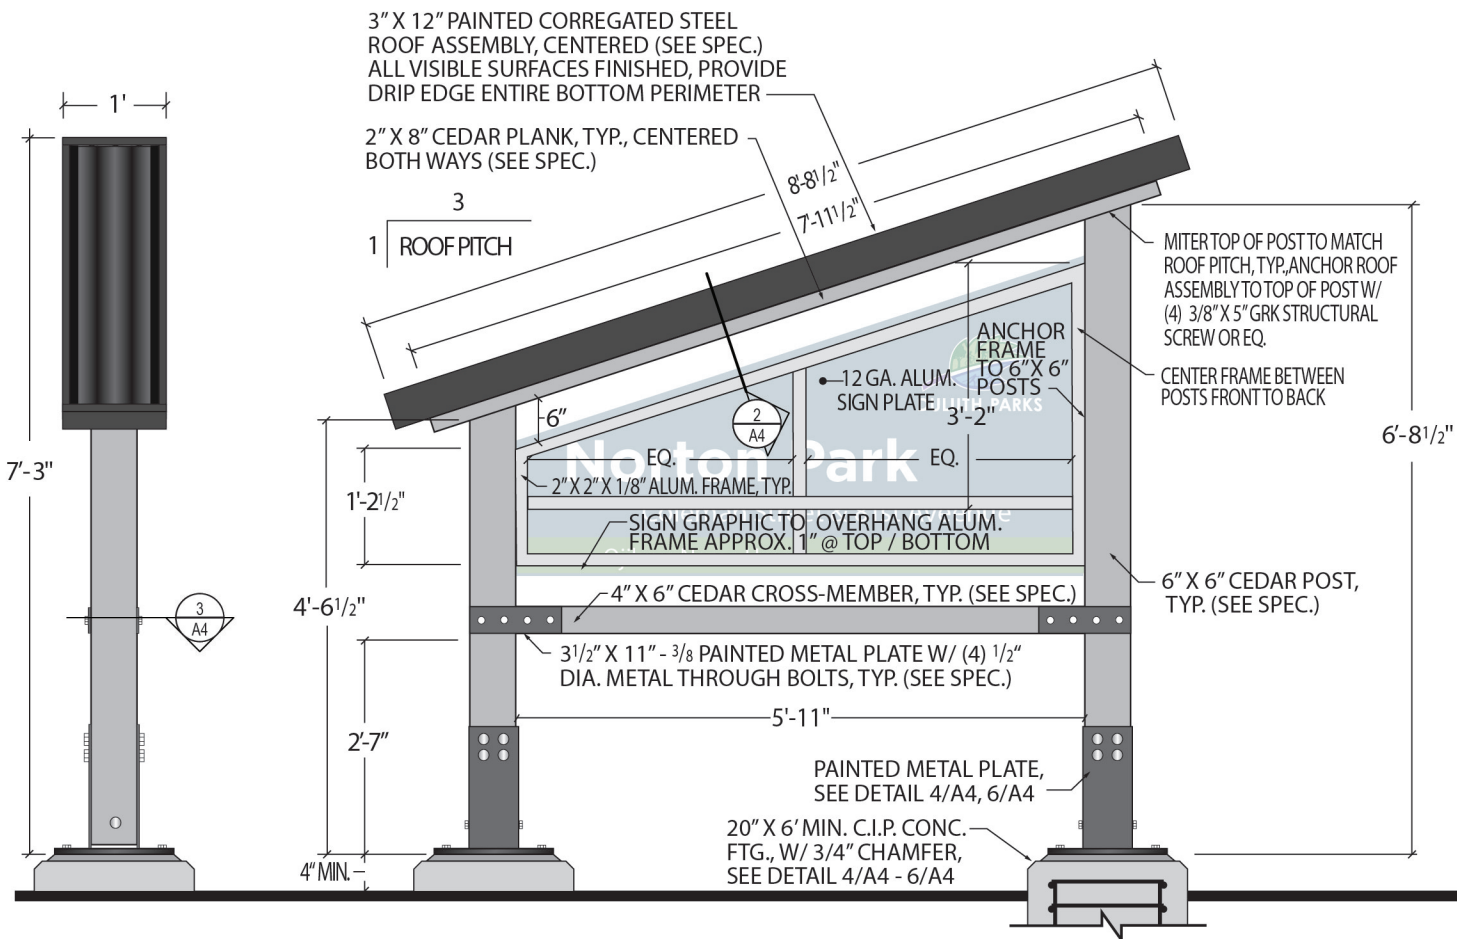 3” X 12” PAINTED CORREGATED STEEL
ROOF ASSEMBLY, CENTERED (SEE SPEC.)
ALL VISIBLE SURFACES FINISHED, PROVIDE
DRIP EDGE ENTIRE BOTTOM PERIMETER
1'
2” X 8” CEDAR PLANK, TYP., CENTERED
BOTH WAYS (SEE SPEC.)
8'-8 1/2"
7'-11 1/2"
3
1
ROOF PITCH
MITER TOP OF POST TO MATCH
ROOF PITCH, TYP., ANCHOR ROOF
ASSEMBLY TO TOP OF POST W/
(4) 3/8” X 5” GRK STRUCTURAL
SCREW OR EQ.
ANCHOR
FRAME
TO 6” X 6”
POSTS
12 GA. ALUM.
SIGN PLATE
CENTER FRAME BETWEEN
POSTS FRONT TO BACK
DULUTH PARKS
3'-2"
6”
2
A4
6'-8 1/2"
7'-3"
Norton Park
EQ.
EQ.
1'-2 1/2"
2” X 2” X 1/8” ALUM. FRAME, TYP.
SIGN GRAPHIC TO OVERHANG ALUM.
FRAME APPROX. 1” @ TOP / BOTTOM
4'-6 1/2"
4” X 6” CEDAR CROSS-MEMBER, TYP. (SEE SPEC.)
6” X 6” CEDAR POST,
TYP. (SEE SPEC.)
3
A4
3 1/2” X 11” - 3/8 PAINTED METAL PLATE W/ (4) 1/2“
DIA. METAL THROUGH BOLTS, TYP. (SEE SPEC.)
5'-11"
2'-7"
PAINTED METAL PLATE,
SEE DETAIL 4/A4, 6/A4
20” X 6’ MIN. C.I.P. CONC.
FTG., W/ 3/4” CHAMFER,
SEE DETAIL 4/A4 - 6/A4
4“ MIN.